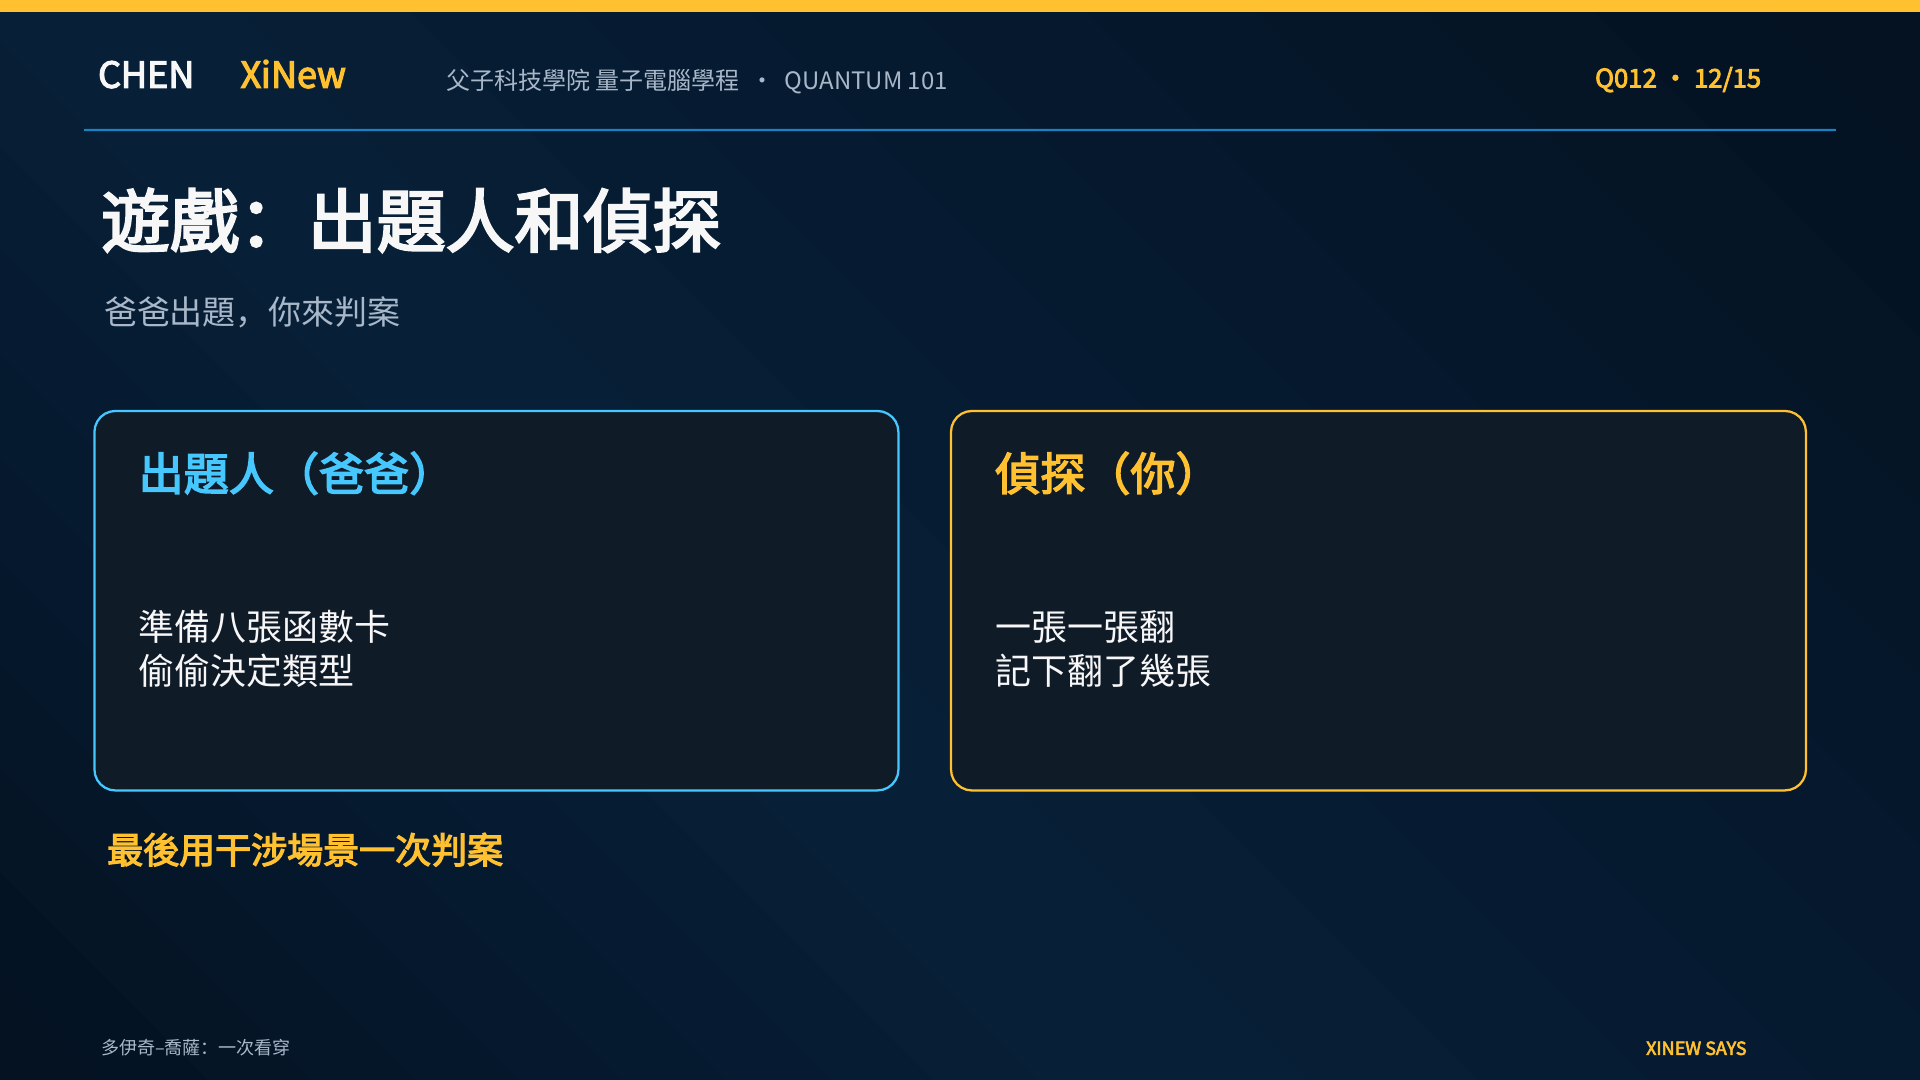 CHEN XiNew 父子科技學院 量子電腦學程 · QUANTUM 101 Q012 · 12/15
遊戲：出題人和偵探
爸爸出題，你來判案
出題人（爸爸）
準備八張函數卡
偷偷決定類型
偵探（你）
一張一張翻
記下翻了幾張
最後用干涉場景一次判案
多伊奇–喬薩：一次看穿
XINEW SAYS